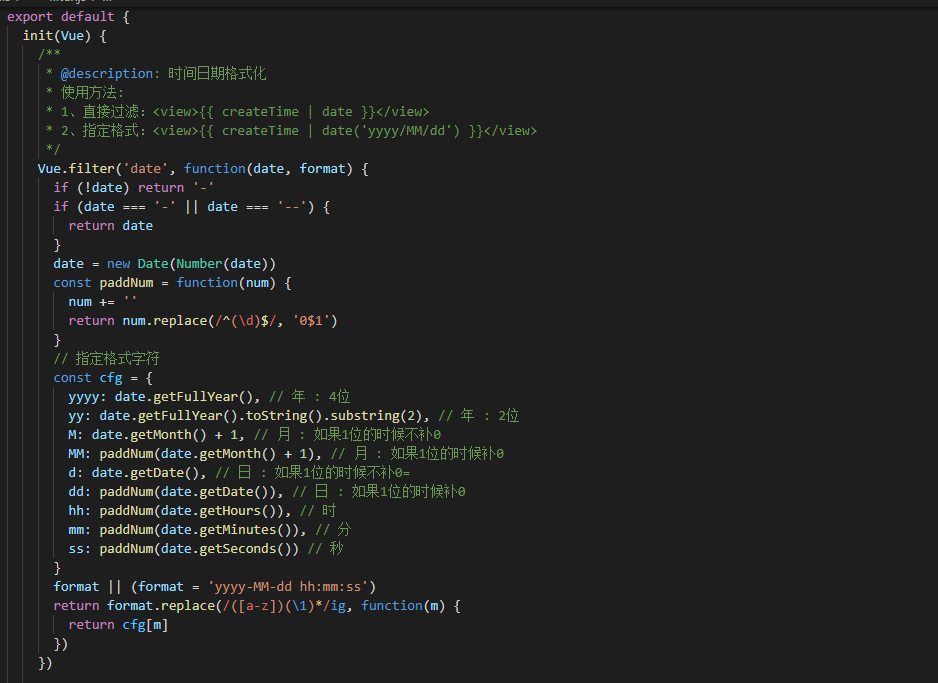 export default {
init(Vue) {
/**
* @description: 时间日期格式化
* 使用方法:
* 1、直接过滤: <view>{{ createTime | date }}</view>
* 2、指定格式: <view>{{ createTime | date('yyyy/MM/dd') }}</view>
*/
Vue.filter('date', function(date, format) {
if (!date) return '-'
if (date === '-' || date === '--') {
return date
}
date = new Date(Number(date))
const paddNum = function(num) {
num += ''
return num.replace(/^(\d)$/, '0$1')
}
// 指定格式字符
const cfg = {
yyyy: date.getFullYear(), // 年 : 4位
yy: date.getFullYear().toString().substring(2), // 年 : 2位
M: date.getMonth() + 1, // 月 : 如果1位的时候不补0
MM: paddNum(date.getMonth() + 1), // 月 : 如果1位的时候补0
d: date.getDate(), // 日 : 如果1位的时候不补0=
dd: paddNum(date.getDate()), // 日 : 如果1位的时候补0
hh: paddNum(date.getHours()), // 时
mm: paddNum(date.getMinutes()), // 分
ss: paddNum(date.getSeconds()) // 秒
}
format || (format = 'yyyy-MM-dd hh:mm:ss')
return format.replace(/([a-z])(\1)*/ig, function(m) {
return cfg[m]
})
})